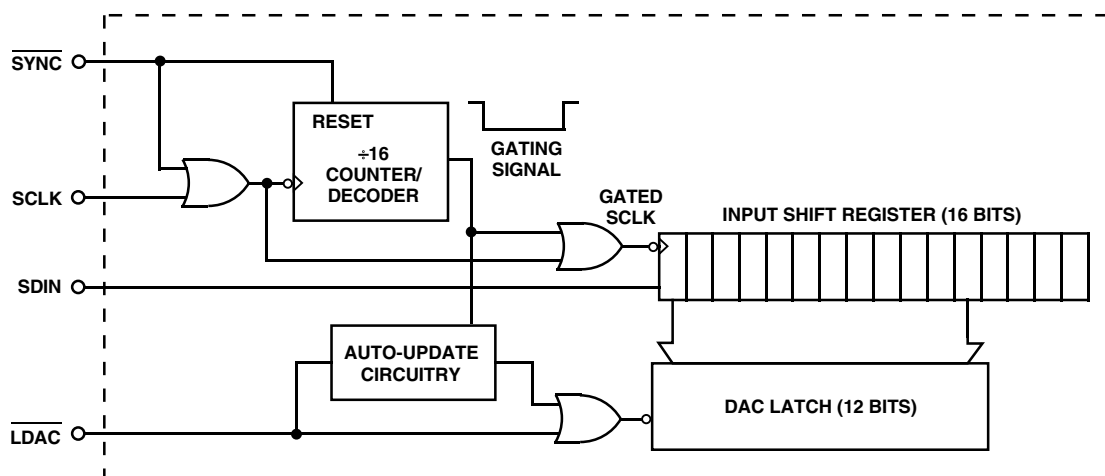 SYNC
RESET
÷16
COUNTER/
DECODER
GATING
SIGNAL
SCLK
GATED
SCLK
INPUT SHIFT REGISTER (16 BITS)
SDIN
AUTO-UPDATE
CIRCUITRY
DAC LATCH (12 BITS)
LDAC